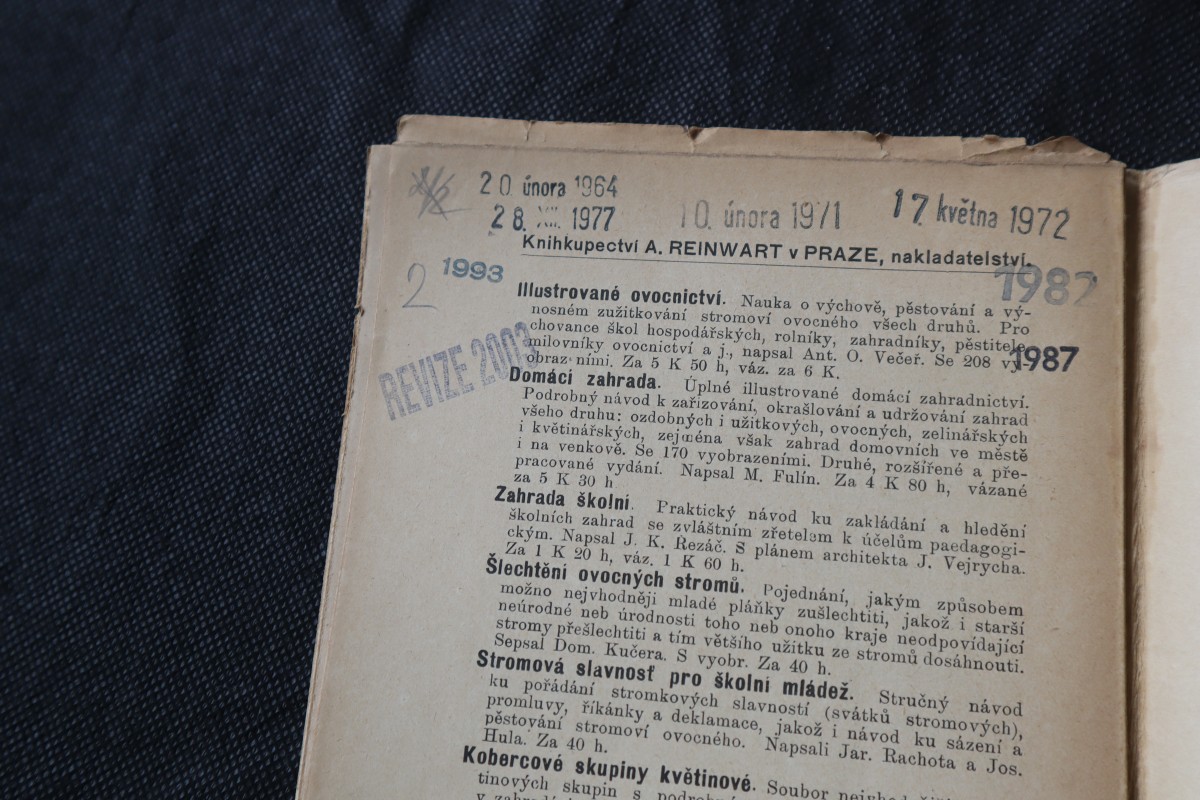 20. února 1964
28. XII. 1977
10. února 1971
17. května 1972
Knihkupectví A. REINWART v PRAZE, nakladatelství.
2
1993
1982
Illustrované ovocnictví. Nauka o výchově, pěstování a vý-
nosném zužitkování stromoví ovocného všech druhů. Pro
chovance škol hospodářských, rolníky, zahradníky, pěstitele
milovníky ovocnictví a j., napsal Ant. O. Večeř. Se 208 vy-
obrazeními. Za 5 K 50 h, váz. za 6 K.
1987
REVIZE 2003
Domácí zahrada. Úplné illustrované domácí zahradnictví.
Podrobný návod k zařizování, okrašlování a udržování zahrad
všeho druhu: ozdobných i užitkových, ovocných, zelinářských
i květinářských, zejména však zahrad domovních ve městě
i na venkově. Se 170 vyobrazeními. Druhé, rozšířené a pře-
pracované vydání. Napsal M. Fulín. Za 4 K 80 h, vázané
za 5 K 30 h
Zahrada školní. Praktický návod ku zakládání a hledění
školních zahrad se zvláštním zřetelem k účelům paedagogi-
ckým. Napsal J. K. Řezáč. S plánem architekta J. Vejrycha.
Za 1 K 20 h, váz. 1 K 60 h.
Šlechtění ovocných stromů. Pojednání, jakým způsobem
možno nejvhodněji mladé pláňky zušlechtiti, jakož i starší
neúrodné neb úrodnosti toho neb onoho kraje neodpovídající
stromy přešlechtiti a tím většího užitku ze stromů dosáhnouti.
Sepsal Dom. Kučera. S vyobr. Za 40 h.
Stromová slavnosť pro školní mládež. Stručný návod
ku pořádání stromkových slavností (svátků stromových),
promluvy, říkánky a deklamace, jakož i návod ku sázení a
pěstování stromoví ovocného. Napsali Jar. Rachota a Jos.
Hula. Za 40 h.
Kobercové skupiny květinové. Soubor
tinových skupin s